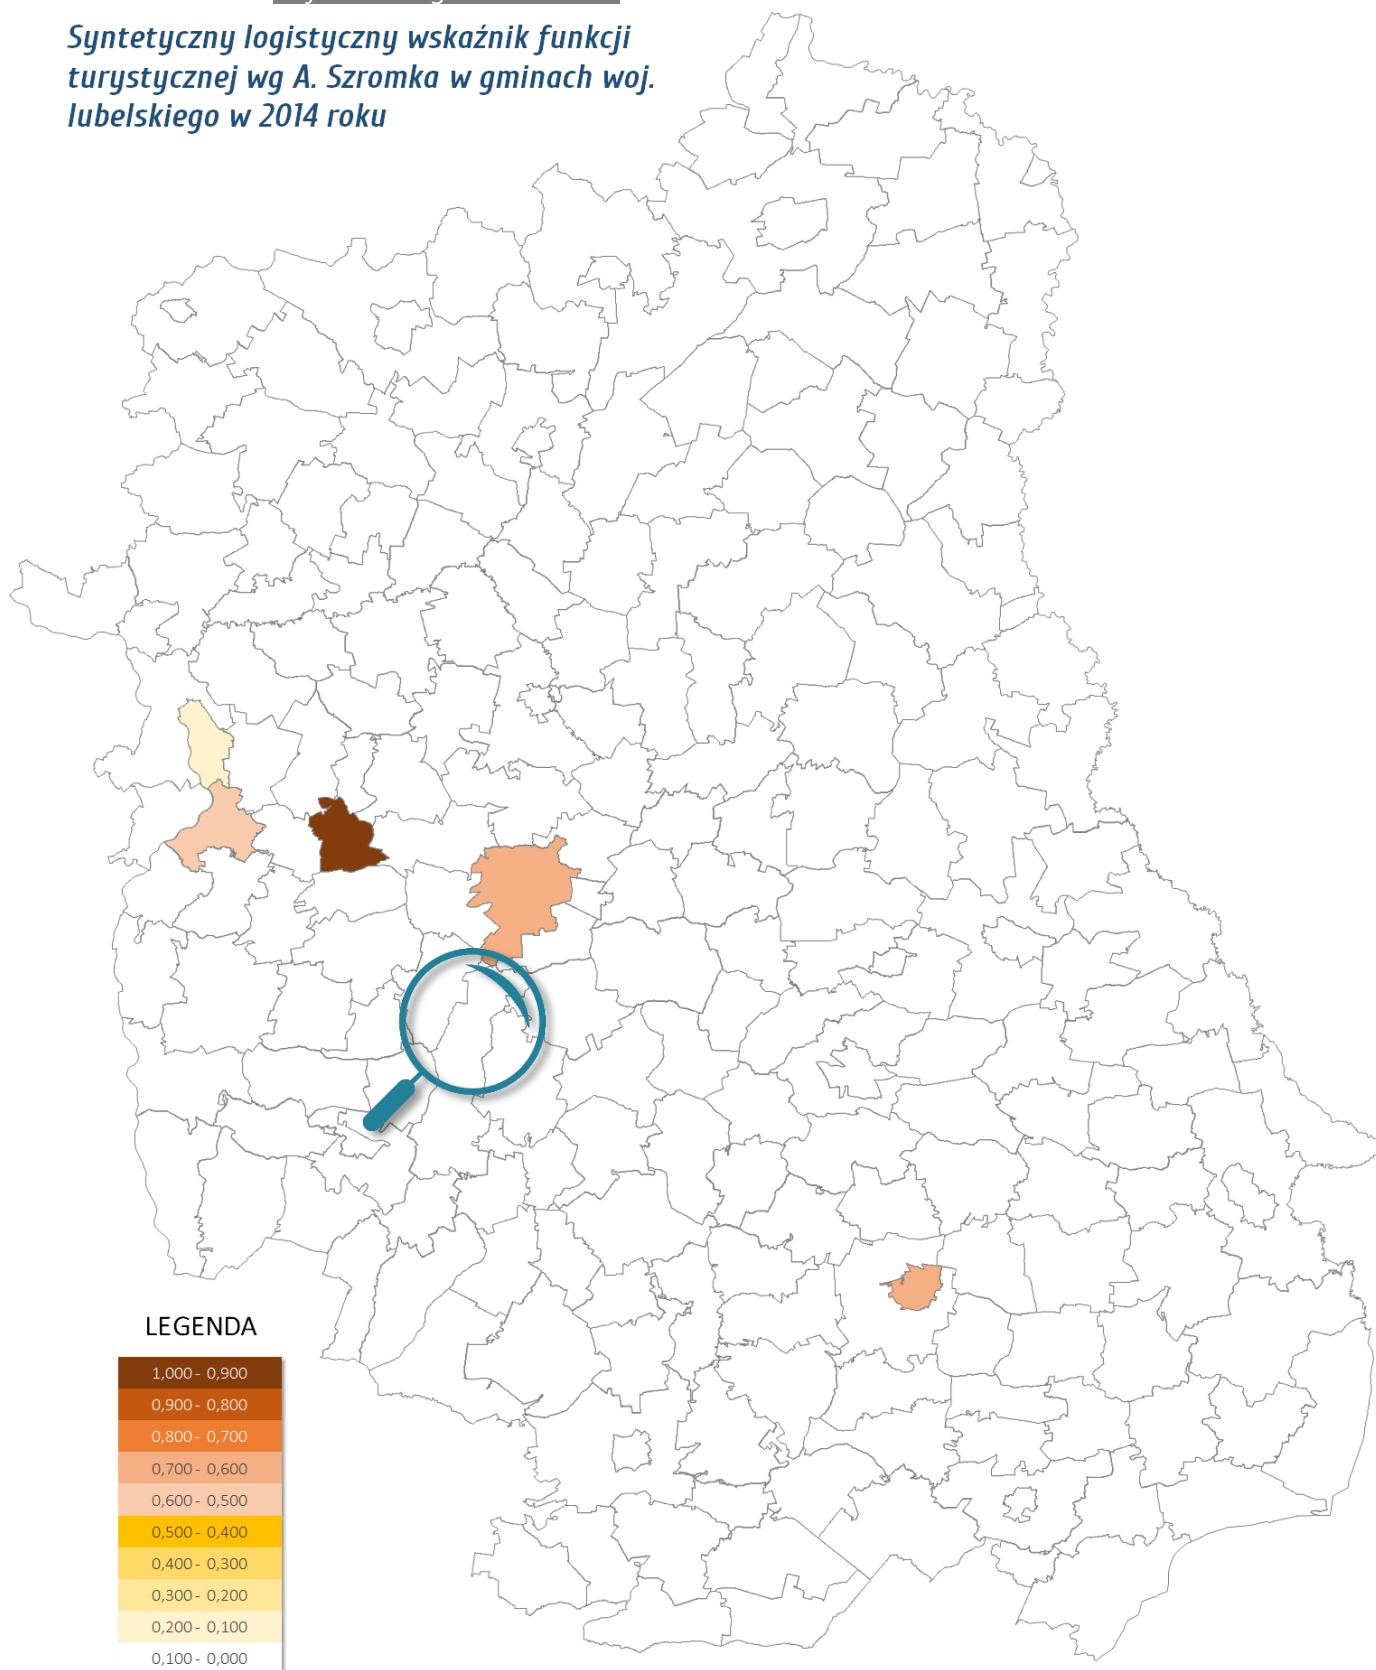 Syntetyczny logistyczny wskaźnik funkcji
turystycznej wg A. Szromka w gminach woj.
lubelskiego w 2014 roku
LEGENDA
1,000 - 0,900
0,900 - 0,800
0,800 - 0,700
0,700 - 0,600
0,600 - 0,500
0,500 - 0,400
0,400 - 0,300
0,300 - 0,200
0,200 - 0,100
0,100 - 0,000